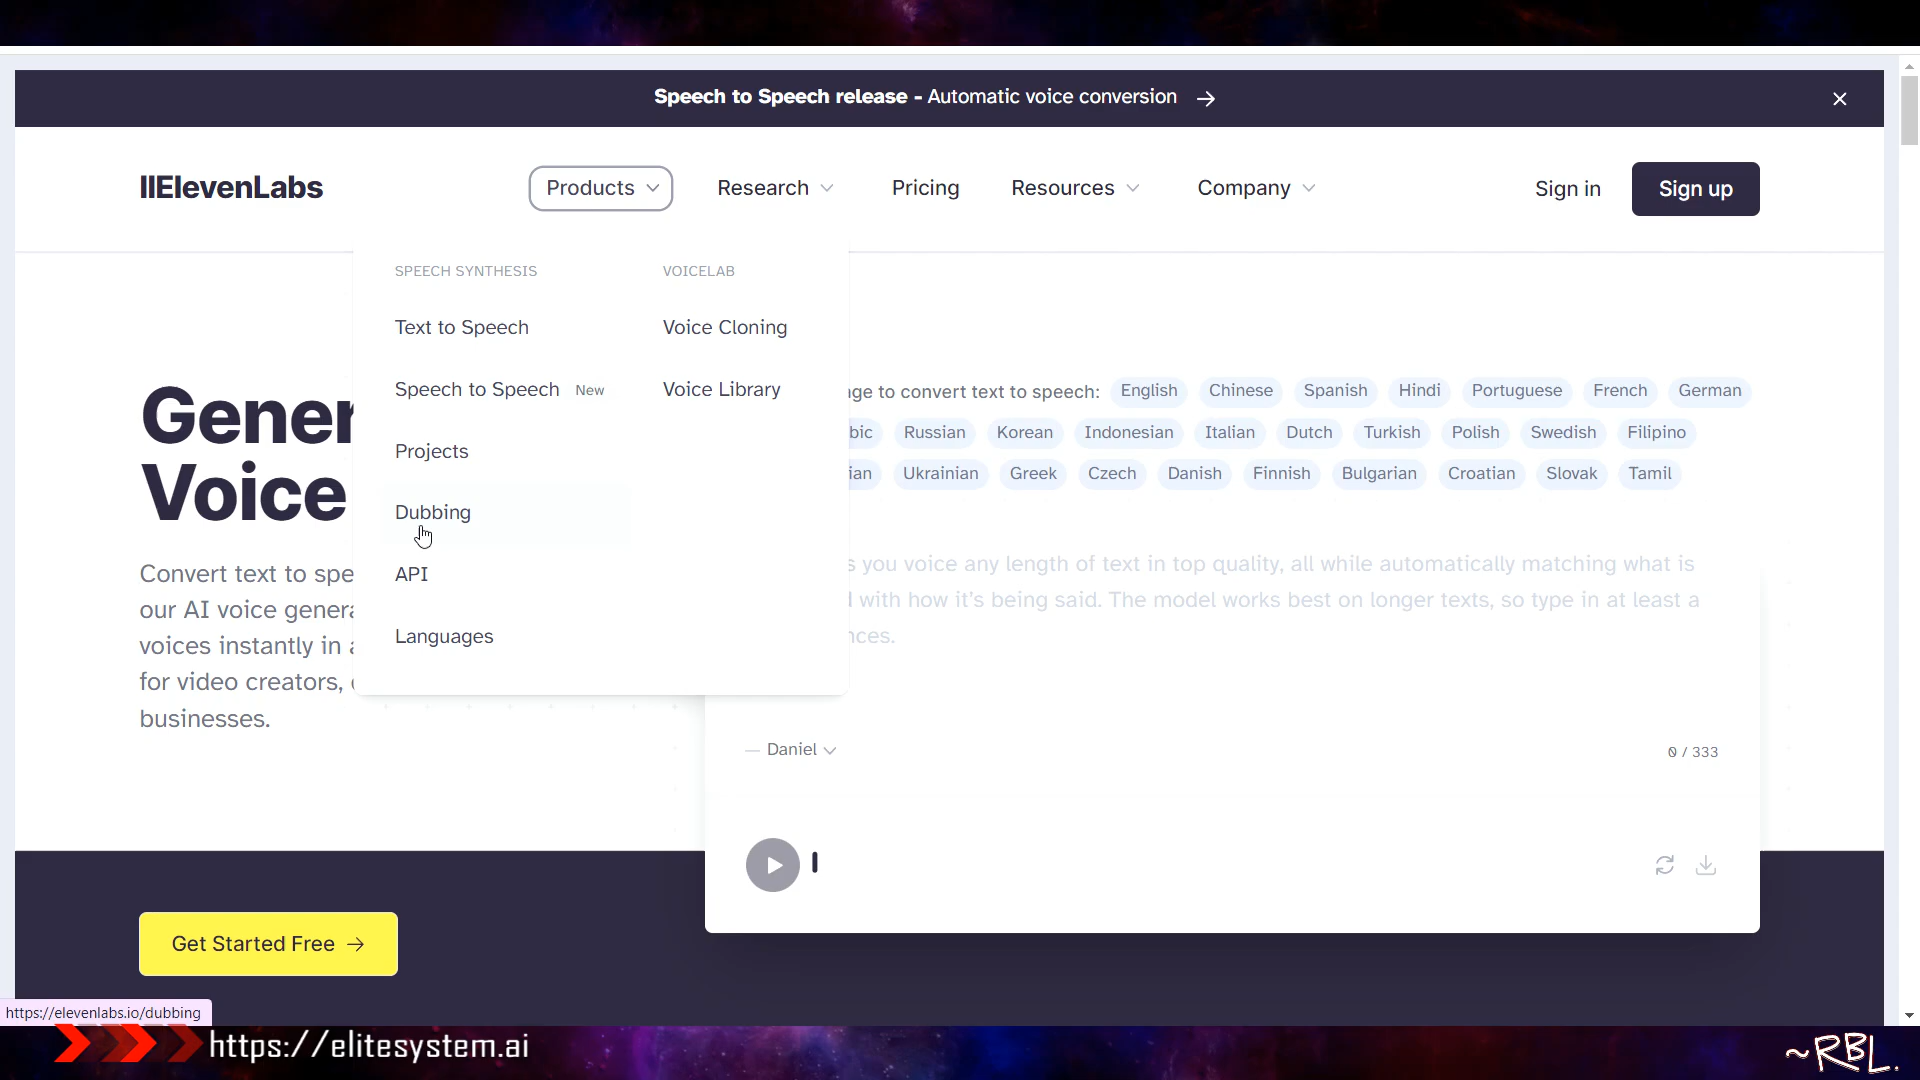 Speech to Speech release - Automatic voice conversion →
IIElevenLabs
Products
Research
Pricing
Resources
Company
Sign in
Sign up
SPEECH SYNTHESIS
VOICELAB
Text to Speech
Voice Cloning
Speech to Speech New
Voice Library
Projects
Dubbing
API
Languages
Gener
Voice
Convert text to spe
our AI voice genera
voices instantly in a
for video creators,
businesses.
ge to convert text to speech: English Chinese Spanish Hindi Portuguese French German
bic Russian Korean Indonesian Italian Dutch Turkish Polish Swedish Filipino
ian Ukrainian Greek Czech Danish Finnish Bulgarian Croatian Slovak Tamil
s you voice any length of text in top quality, all while automatically matching what is
with how it's being said. The model works best on longer texts, so type in at least a
nces.
— Daniel
0 / 333
Get Started Free →
https://elevenlabs.io/dubbing
https://elitesystem.ai
~RBL.